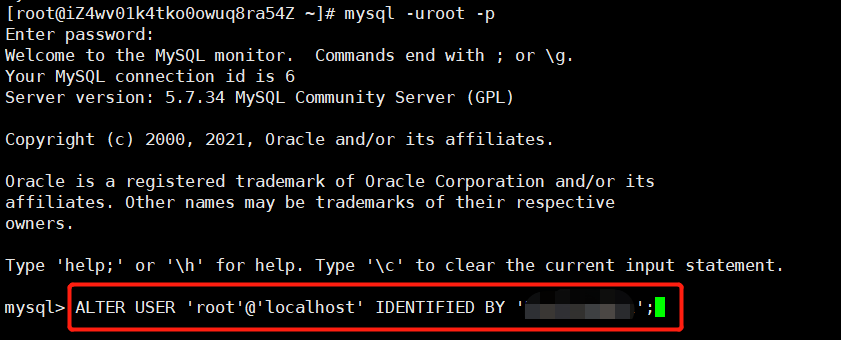 [root@iZ4wv01k4tko0owuq8ra54Z ~]# mysql -uroot -p
Enter password:
Welcome to the MySQL monitor.  Commands end with ; or \g.
Your MySQL connection id is 6
Server version: 5.7.34 MySQL Community Server (GPL)
Copyright (c) 2000, 2021, Oracle and/or its affiliates.
Oracle is a registered trademark of Oracle Corporation and/or its
affiliates. Other names may be trademarks of their respective
owners.
Type 'help;' or '\h' for help. Type '\c' to clear the current input statement.
mysql> ALTER USER 'root'@'localhost' IDENTIFIED BY '';